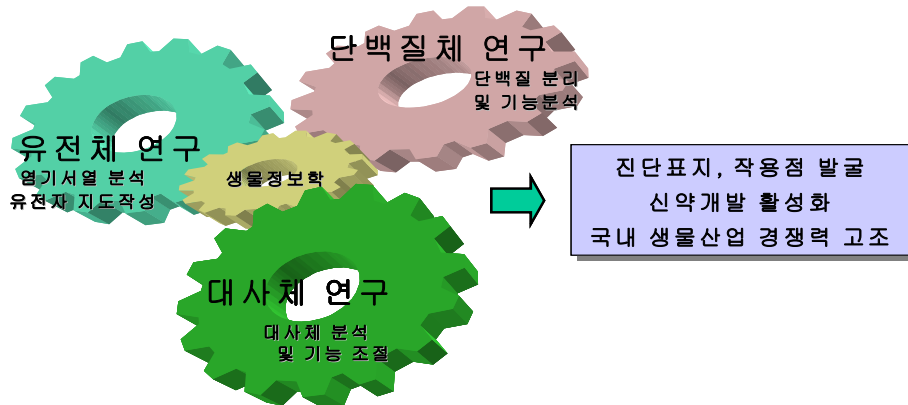 단백질체 연구
단백질 분리
및 기능분석
유전체 연구
염기서열 분석
유전자 지도작성
생물정보학
대사체 연구
대사체 분석
및 기능 조절
진단표지, 작용점 발굴
신약개발 활성화
국내 생물산업 경쟁력 고조